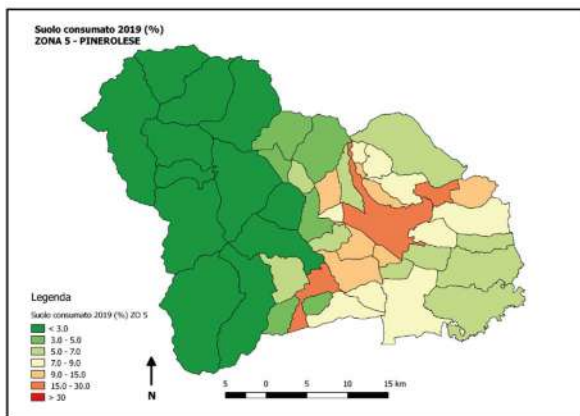 Suolo consumato 2019 (%)
ZONA 5 - PINEROLESE
Legenda
Suolo consumato 2019 (%) ZO 5
< 3.0
3.0 - 5.0
5.0 - 7.0
7.0 - 9.0
9.0 - 15.0
15.0 - 30.0
> 30
N
5 0 5 10 15 km